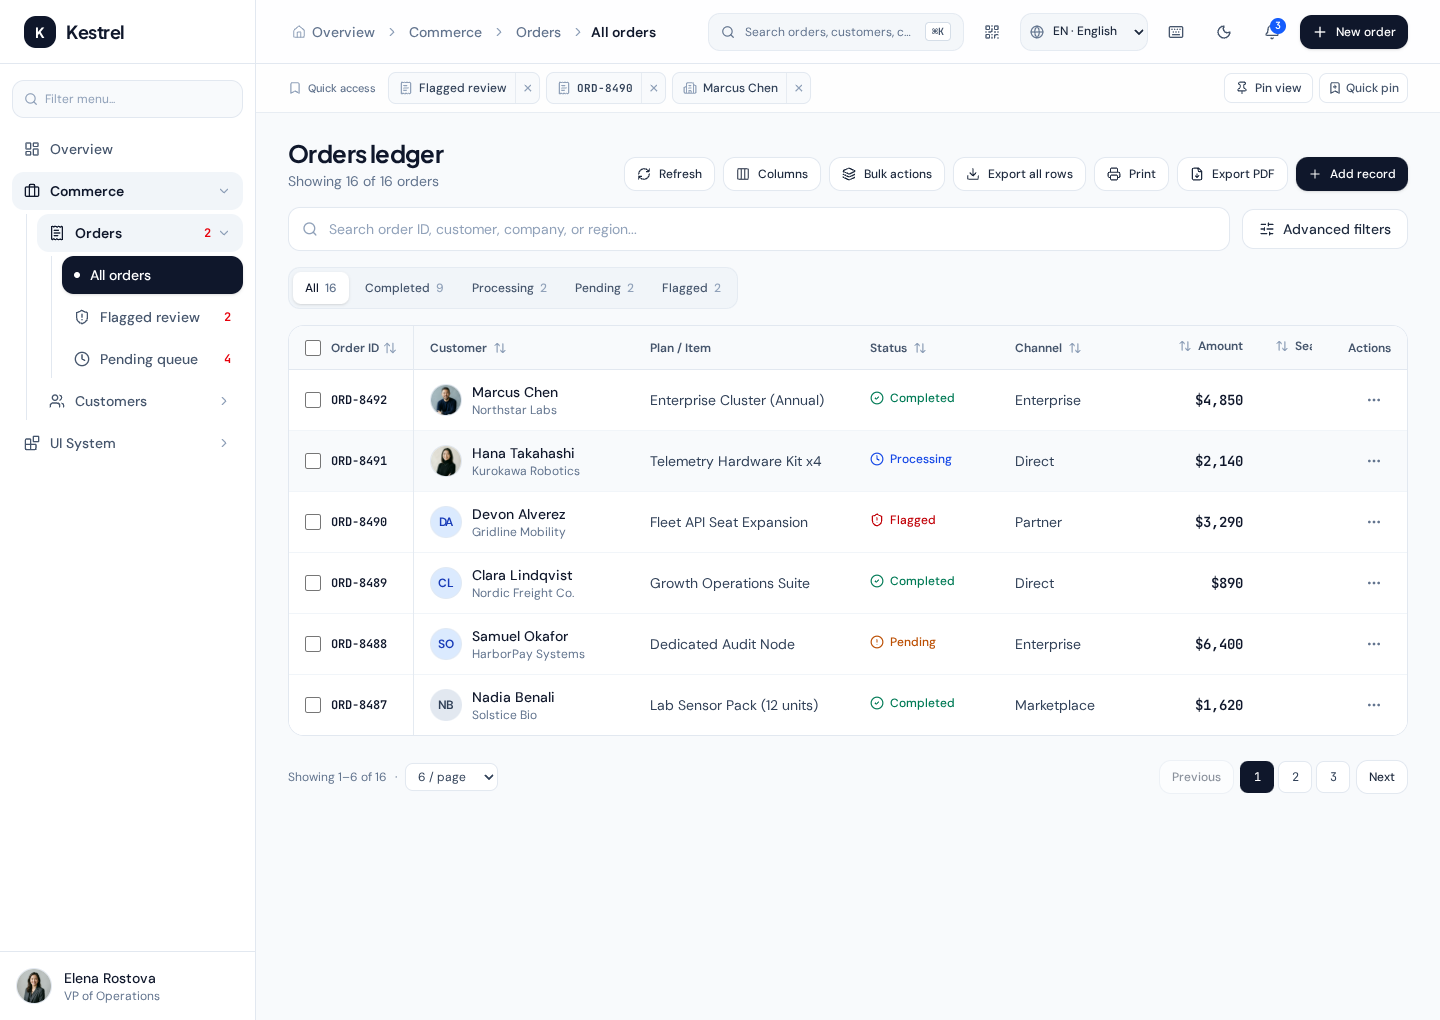 K Kestrel
Overview > Commerce > Orders > All orders
Search orders, customers, c... ⌘K
EN · English
3
New order
Filter menu...
Quick access
Flagged review ×
ORD-8490 ×
Marcus Chen ×
Pin view
Quick pin
Overview
Commerce
Orders 2
All orders
Flagged review 2
Pending queue 4
Customers
UI System
Orders ledger
Showing 16 of 16 orders
Refresh
Columns
Bulk actions
Export all rows
Print
Export PDF
Add record
Search order ID, customer, company, or region...
Advanced filters
All 16 Completed 9 Processing 2 Pending 2 Flagged 2
Order ID Customer Plan / Item Status Channel Amount Actions
ORD-8492 Marcus Chen Enterprise Cluster (Annual) Completed Enterprise $4,850
Northstar Labs
ORD-8491 Hana Takahashi Telemetry Hardware Kit x4 Processing Direct $2,140
Kurokawa Robotics
ORD-8490 DA Devon Alverez Fleet API Seat Expansion Flagged Partner $3,290
Gridline Mobility
ORD-8489 CL Clara Lindqvist Growth Operations Suite Completed Direct $890
Nordic Freight Co.
ORD-8488 SO Samuel Okafor Dedicated Audit Node Pending Enterprise $6,400
HarborPay Systems
ORD-8487 NB Nadia Benali Lab Sensor Pack (12 units) Completed Marketplace $1,620
Solstice Bio
Showing 1–6 of 16 · 6 / page
Previous 1 2 3 Next
Elena Rostova
VP of Operations